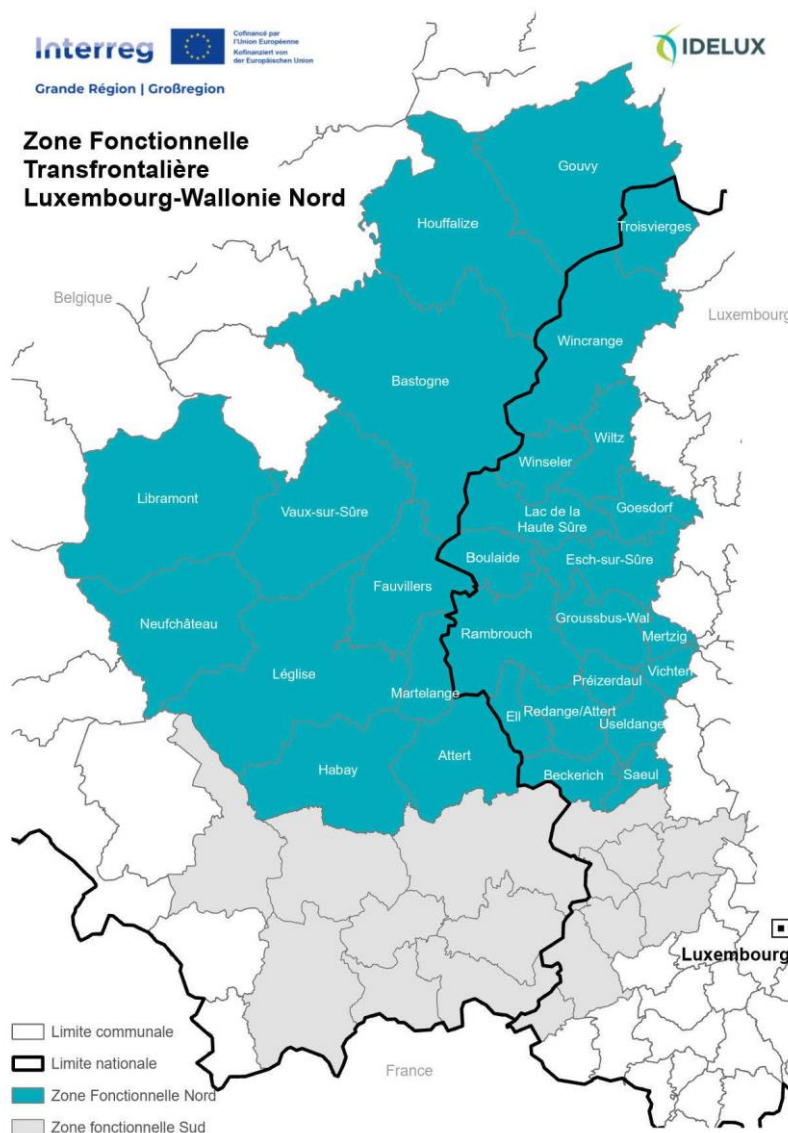 Interreg
Cofinancé par
l'Union Européenne
Kofinanziert von
der Europäischen Union
Grande Région | Großregion
IDELUX
Zone Fonctionnelle
Transfrontalière
Luxembourg-Wallonie Nord
Gouvy
Houffalize
Troisvierges
Belgique
Luxembourg
Wincrange
Bastogne
Wiltz
Winseler
Libramont
Vaux-sur-Sûre
Goesdorf
Lac de la
Haute Sûre
Boulaide
Esch-sur-Sûre
Fauvillers
Neufchâteau
Groussbus-Wal
Rambrouch
Mertzig
Léglise
Préizerdaul
Vichten
Martelange
Ell
Redange/Attert
Useldange
Attert
Habay
Beckerich
Saeul
Luxembourg
Limite communale
Limite nationale
France
Zone Fonctionnelle Nord
Zone fonctionnelle Sud